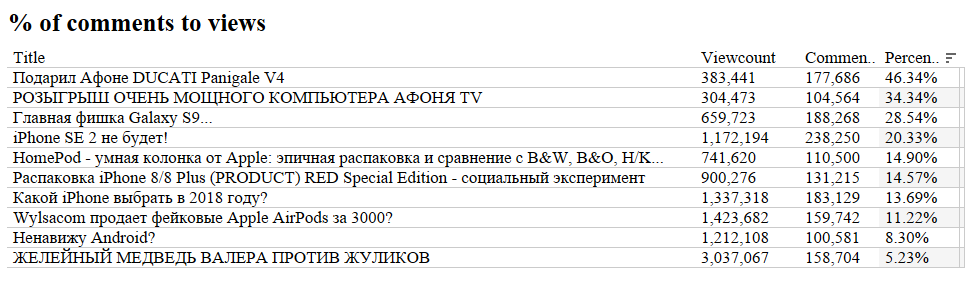 % of comments to views
Title Viewcount Commen.. Percen..
Подарил Афоне DUCATI Panigale V4 383,441 177,686 46.34%
РОЗЫГРЫШ ОЧЕНЬ МОЩНОГО КОМПЬЮТЕРА АФОНЯ TV 304,473 104,564 34.34%
Главная фишка Galaxy S9... 659,723 188,268 28.54%
iPhone SE 2 не будет! 1,172,194 238,250 20.33%
HomePod - умная колонка от Apple: эпичная распаковка и сравнение с B&W, B&O, H/K... 741,620 110,500 14.90%
Распаковка iPhone 8/8 Plus (PRODUCT) RED Special Edition - социальный эксперимент 900,276 131,215 14.57%
Какой iPhone выбрать в 2018 году? 1,337,318 183,129 13.69%
Wylsacom продает фейковые Apple AirPods за 3000? 1,423,682 159,742 11.22%
Ненавижу Android? 1,212,108 100,581 8.30%
ЖЕЛЕЙНЫЙ МЕДВЕДЬ ВАЛЕРА ПРОТИВ ЖУЛИКОВ 3,037,067 158,704 5.23%